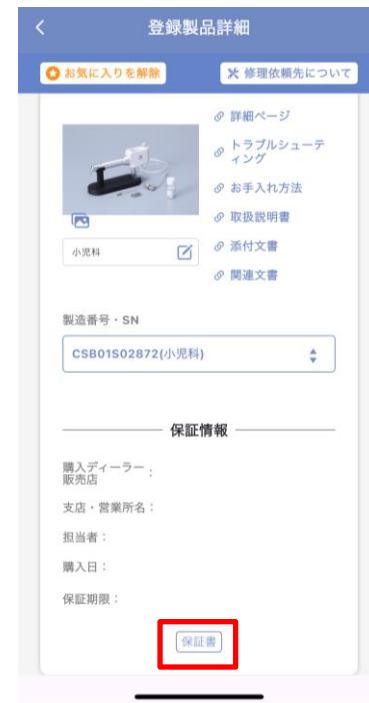 登録製品詳細
お気に入りを解除
修理依頼先について
詳細ページ
トラブルシューテ
ィング
お手入れ方法
取扱説明書
添付文書
関連文書
小児科
製造番号・SN
CSB01S02872(小児科)
保証情報
購入ディーラー
販売店 :
支店・営業所名:
担当者:
購入日:
保証期限:
保証書